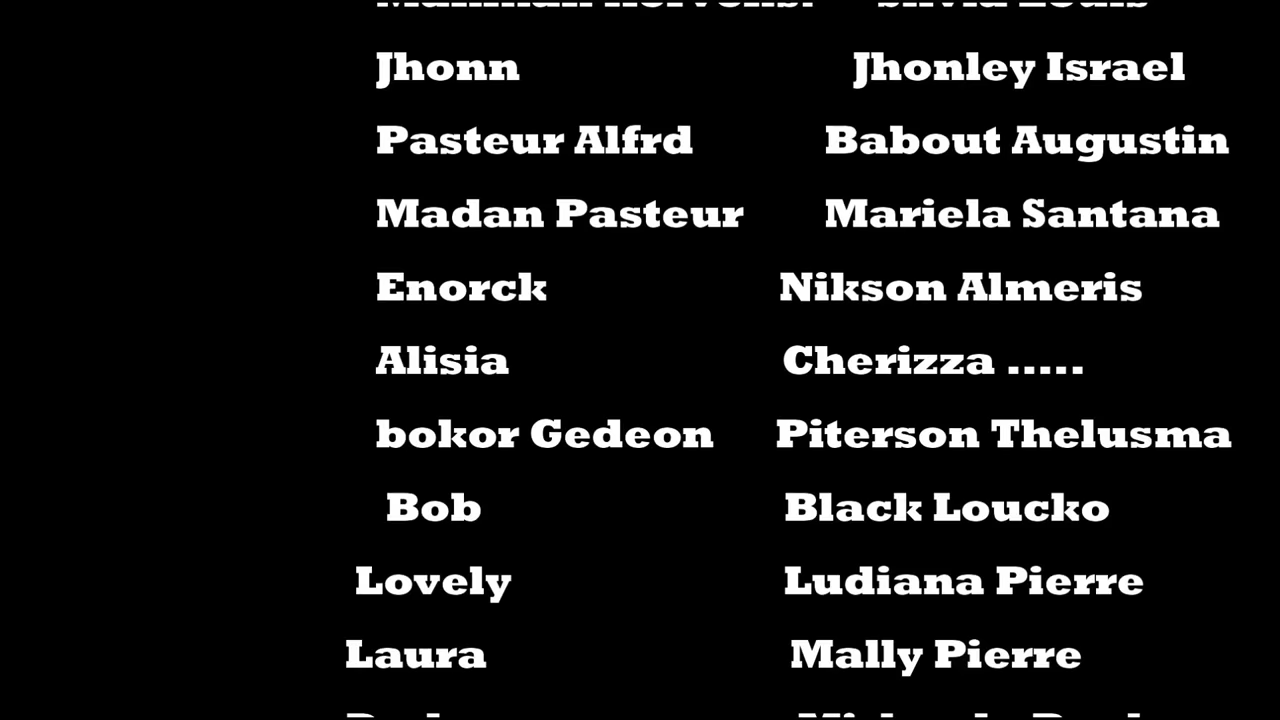 Jhonn Jhonley Israel
Pasteur Alfrd Babout Augustin
Madan Pasteur Mariela Santana
Enorck Nikson Almeris
Alisia Cherizza .....
bokor Gedeon Piterson Thelusma
Bob Black Loucko
Lovely Ludiana Pierre
Laura Mally Pierre